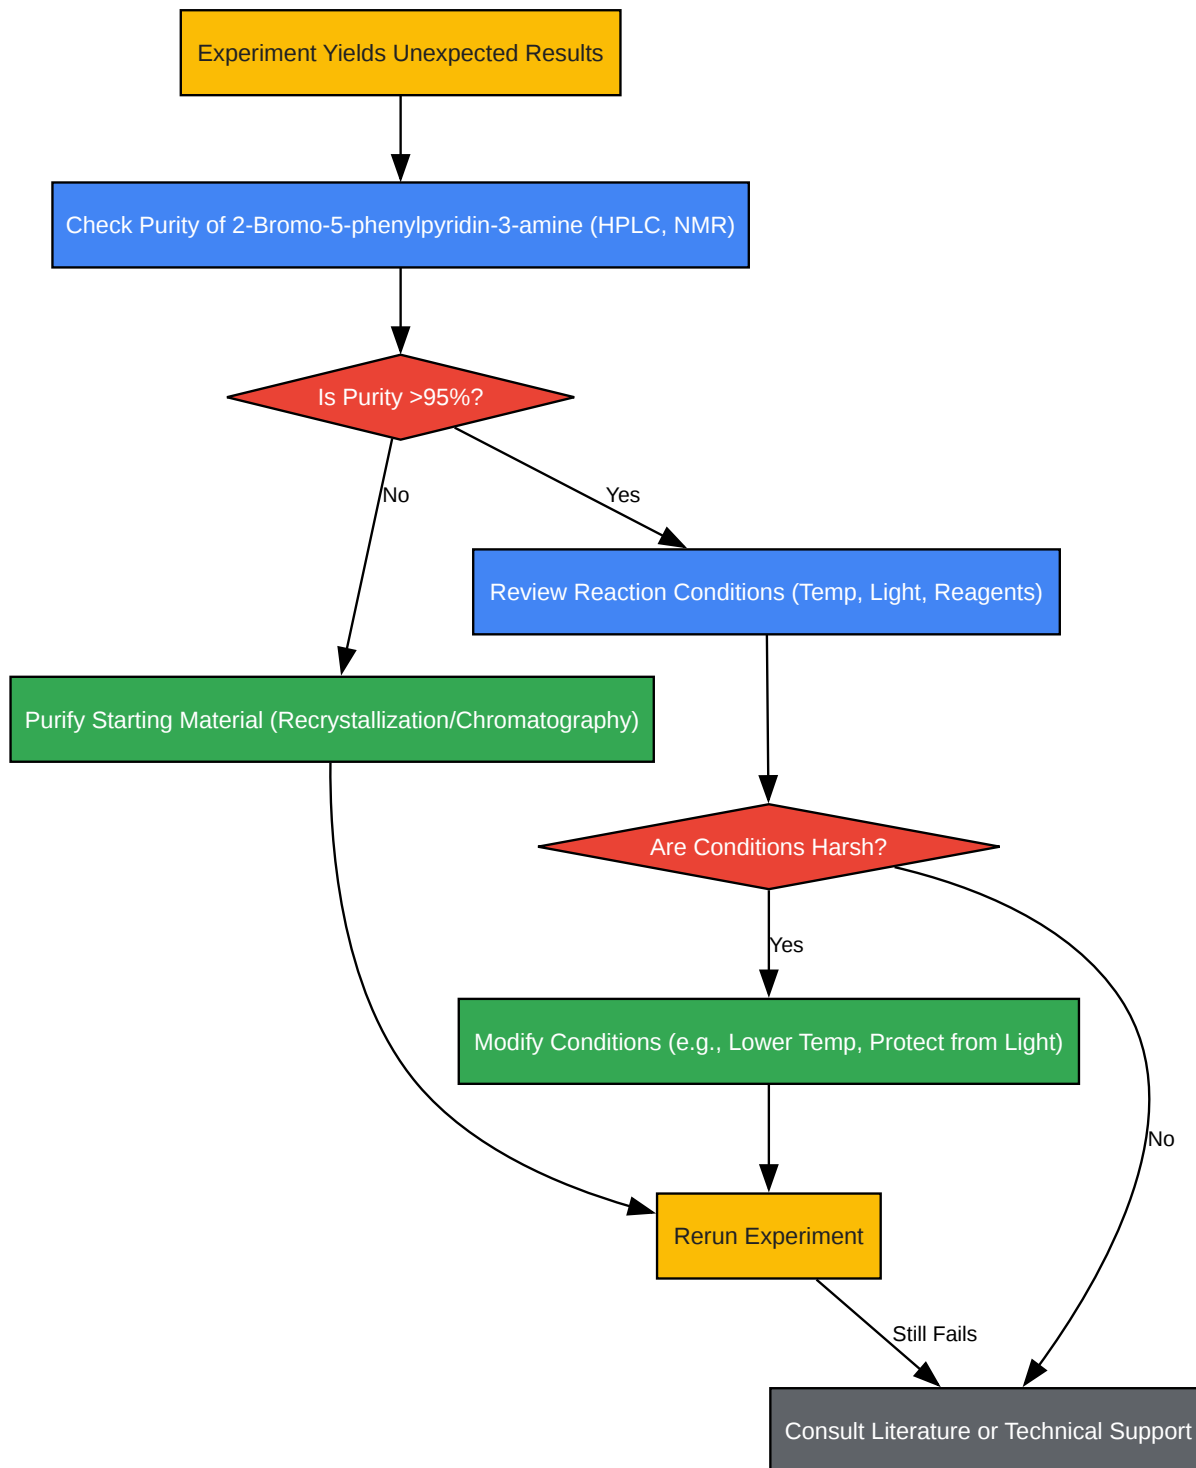 Experiment Yields Unexpected Results
Check Purity of 2-Bromo-5-phenylpyridin-3-amine (HPLC, NMR)
Is Purity >95%?
No
Yes
Review Reaction Conditions (Temp, Light, Reagents)
Purify Starting Material (Recrystallization/Chromatography)
Are Conditions Harsh?
Yes
Modify Conditions (e.g., Lower Temp, Protect from Light)
No
Rerun Experiment
Still Fails
Consult Literature or Technical Support